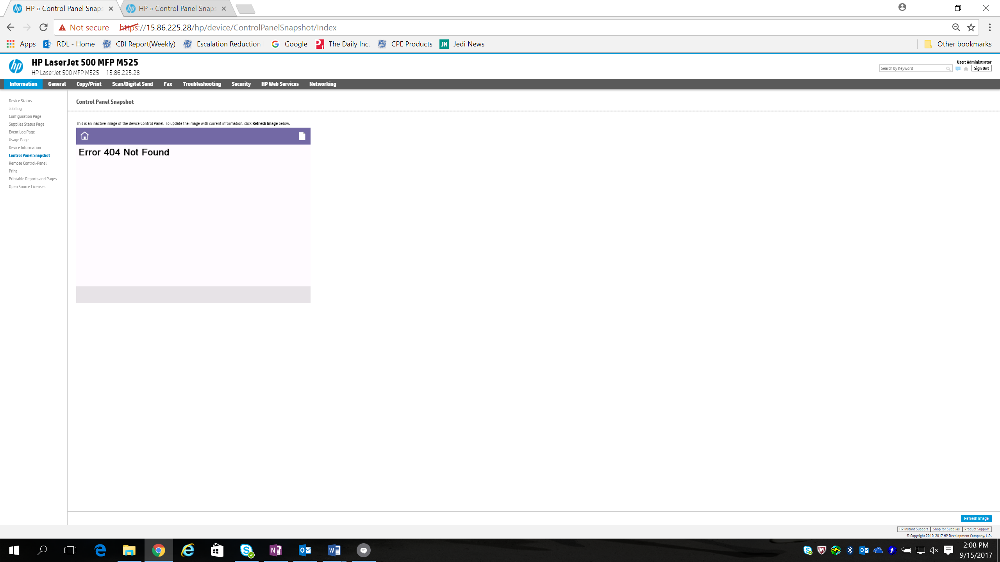 HP » Control Panel Snaps
HP » Control Panel Snaps
Not secure https://15.86.225.28/hp/device/ControlPanelSnapshot/Index
Apps RDL - Home CBI Report(Weekly) Escalation Reduction Google The Daily Inc. CPE Products JN Jedi News Other bookmarks
hp HP LaserJet 500 MFP M525
HP LaserJet 500 MFP M525 15.86.225.28
User: Administrator
Search by Keyword Sign Out
Information General Copy/Print Scan/Digital Send Fax Troubleshooting Security HP Web Services Networking
Device Status
Job Log
Configuration Page
Supplies Status Page
Event Log Page
Usage Page
Device Information
Control Panel Snapshot
Remote Control-Panel
Print
Printable Reports and Pages
Open Source Licenses
Control Panel Snapshot
This is an inactive image of the device Control Panel. To update the image with current information, click Refresh Image below.
Error 404 Not Found
Refresh Image
HP Instant Support Shop for Supplies Product Support
© Copyright 2010-2017 HP Development Company, L.P.
2:08 PM
9/15/2017